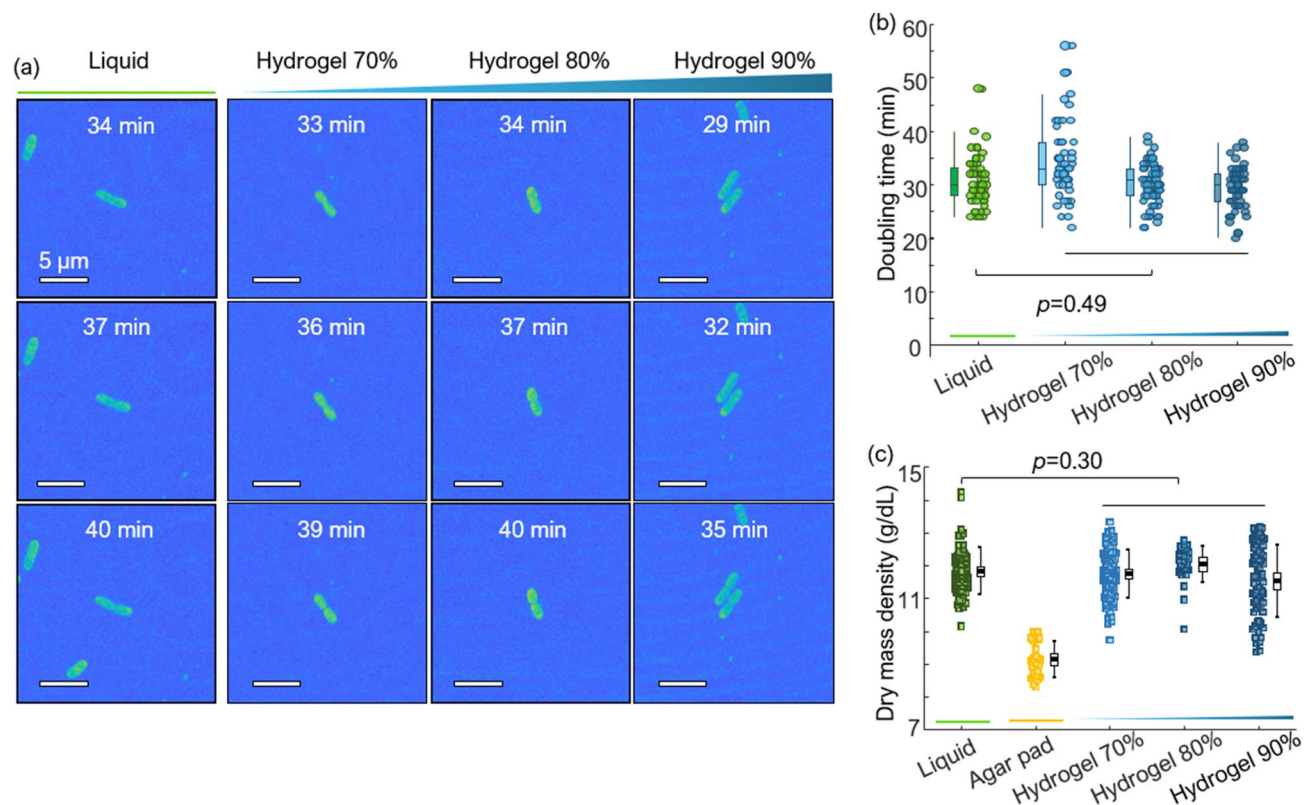 (a)
Liquid
Hydrogel 70%
Hydrogel 80%
Hydrogel 90%
34 min
33 min
34 min
29 min
5 µm
37 min
36 min
37 min
32 min
40 min
39 min
40 min
35 min
(b)
Doubling time (min)
60
50
40
30
20
10
0
p=0.49
Liquid
Hydrogel 70%
Hydrogel 80%
Hydrogel 90%
(c)
Dry mass density (g/dL)
15
11
7
p=0.30
Liquid
Agar pad
Hydrogel 70%
Hydrogel 80%
Hydrogel 90%